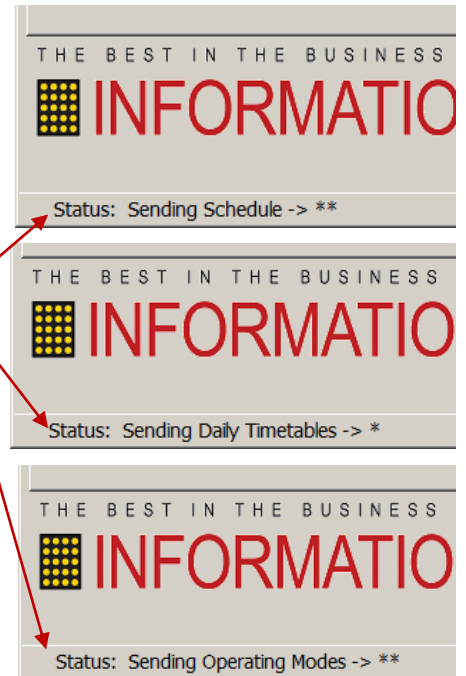 THE BEST IN THE BUSINESS
INFORMATIO
Status: Sending Schedule -> **
THE BEST IN THE BUSINESS
INFORMATIO
Status: Sending Daily Timetables -> *
THE BEST IN THE BUSINESS
INFORMATIO
Status: Sending Operating Modes -> **